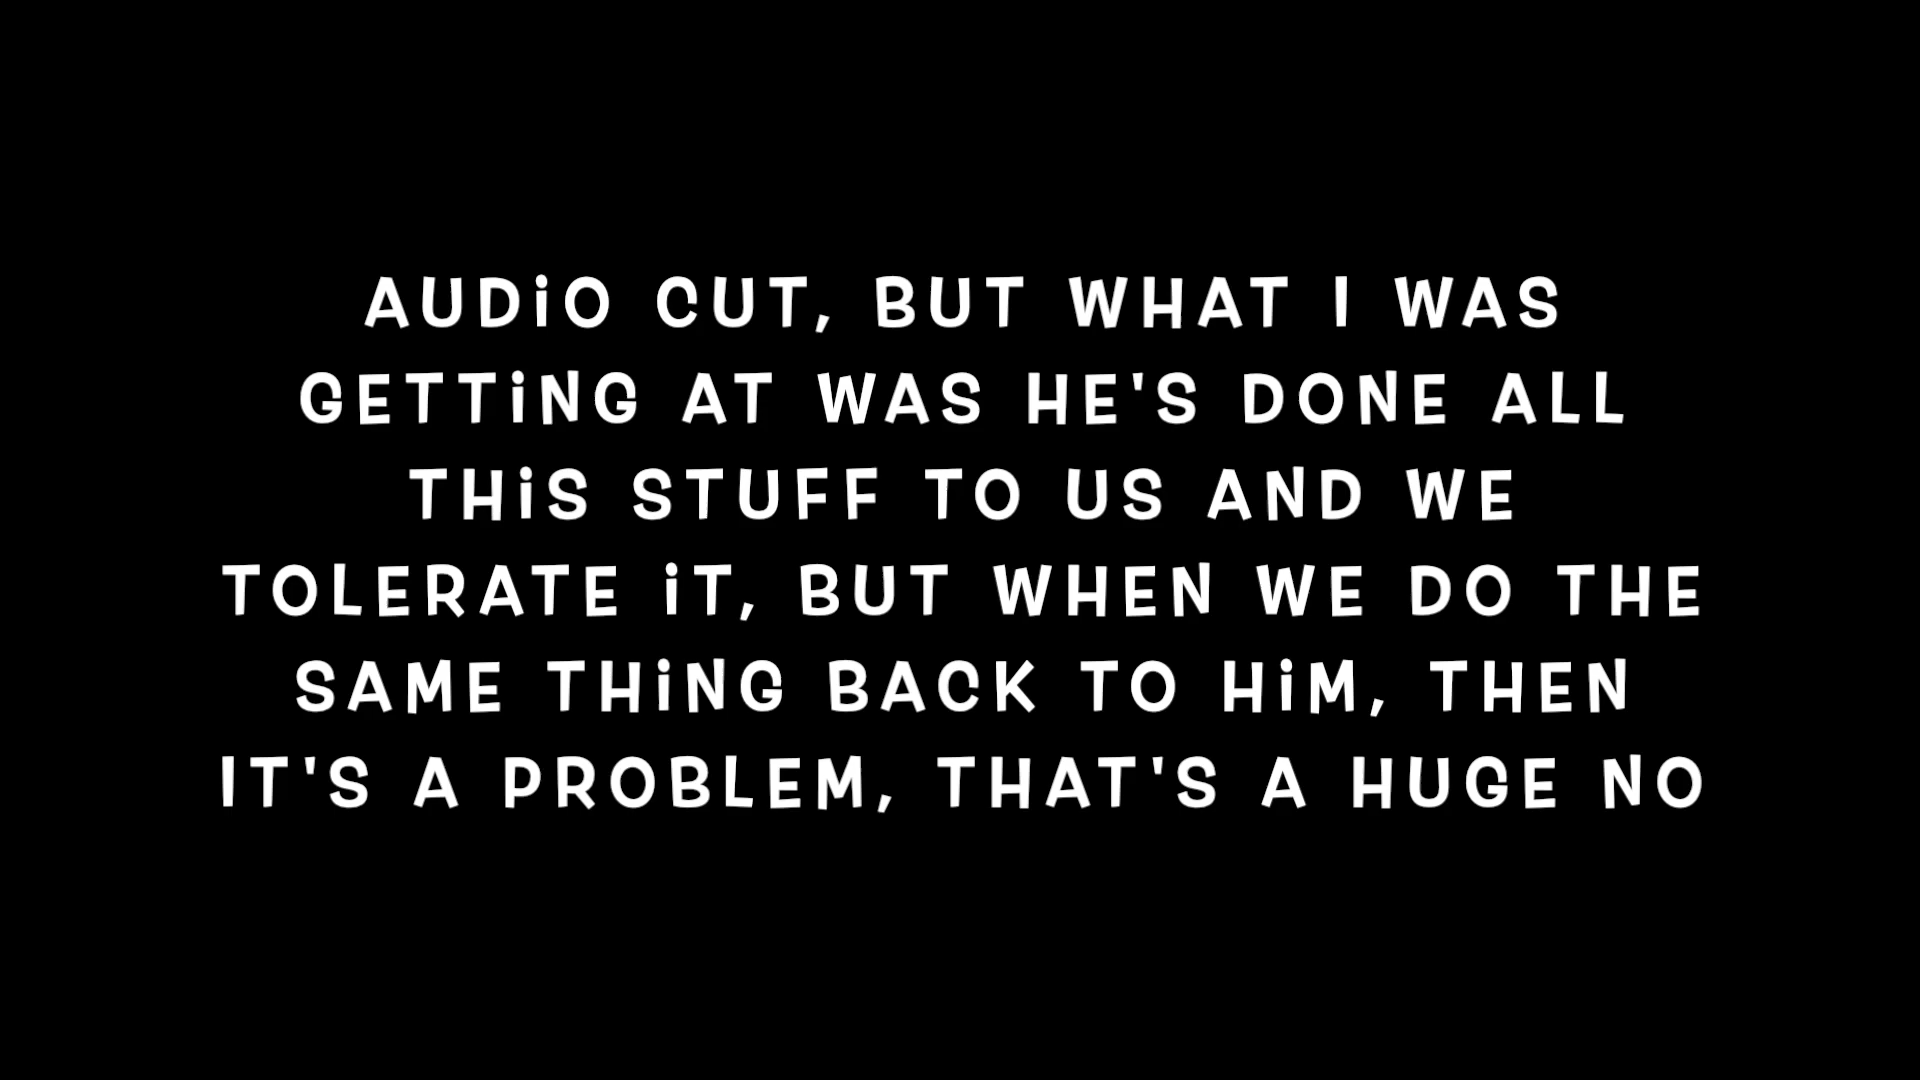 AUDiO CUT, BUT WHAT I WAS
GETTiNG AT WAS HE'S DONE ALL
THiS STUFF TO US AND WE
TOLERATE iT, BUT WHEN WE DO THE
SAME THiNG BACK TO HiM, THEN
IT'S A PROBLEM, THAT'S A HUGE NO